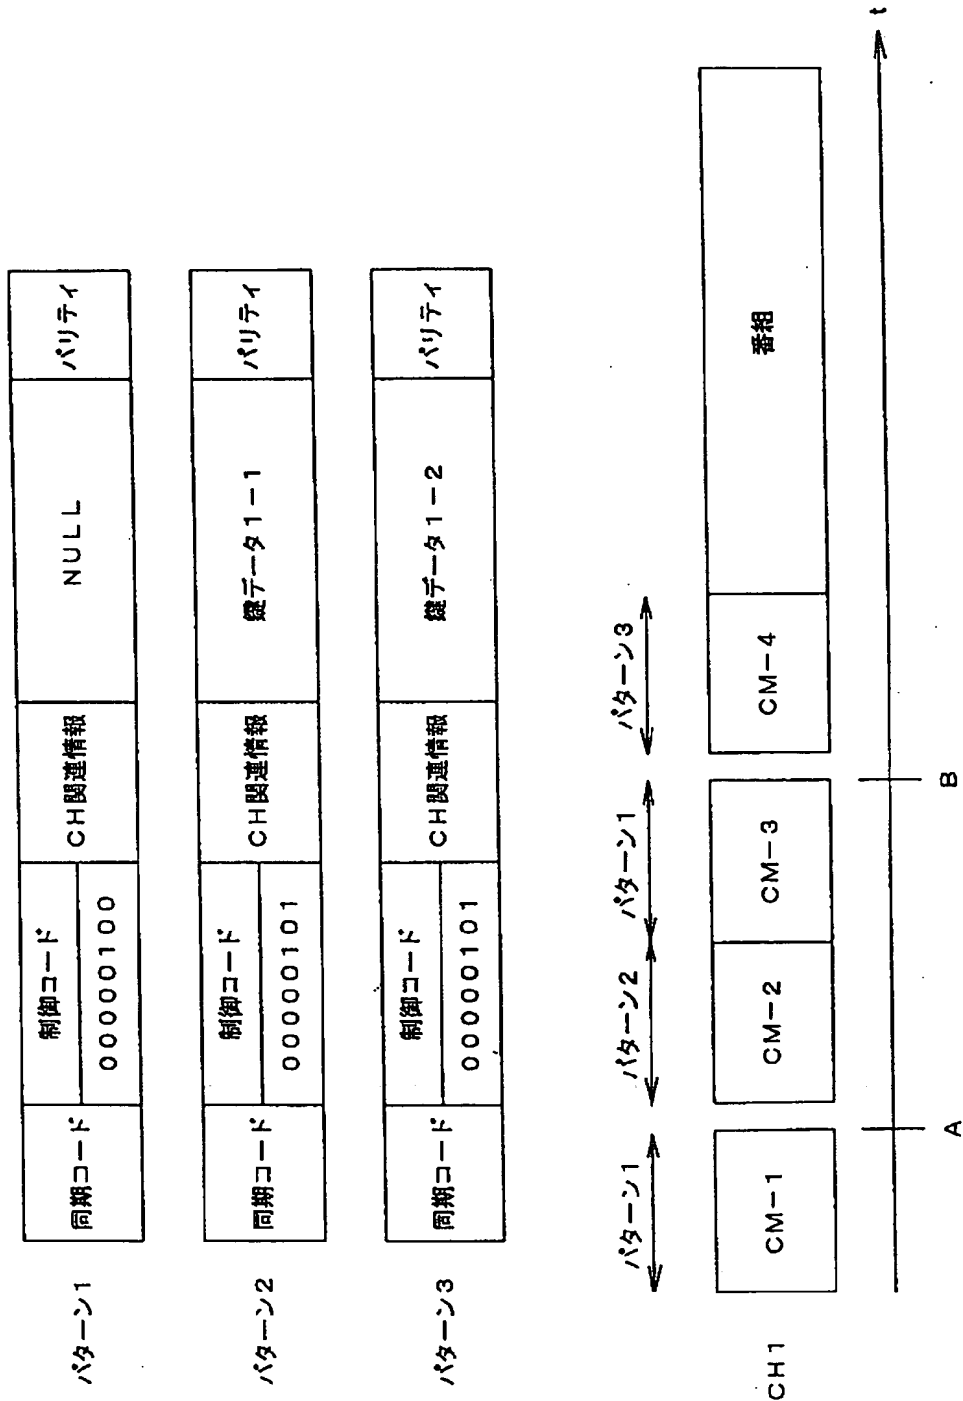 パターン1
同期コード
制御コード
00000100
CH関連情報
NULL
パリティ
パターン2
同期コード
制御コード
00000101
CH関連情報
鍵データ1-1
パリティ
パターン3
同期コード
制御コード
00000101
CH関連情報
鍵データ1-2
パリティ
パターン1
パターン2
パターン1
パターン3
CH1
CM-1
CM-2
CM-3
CM-4
番組
A
B
t